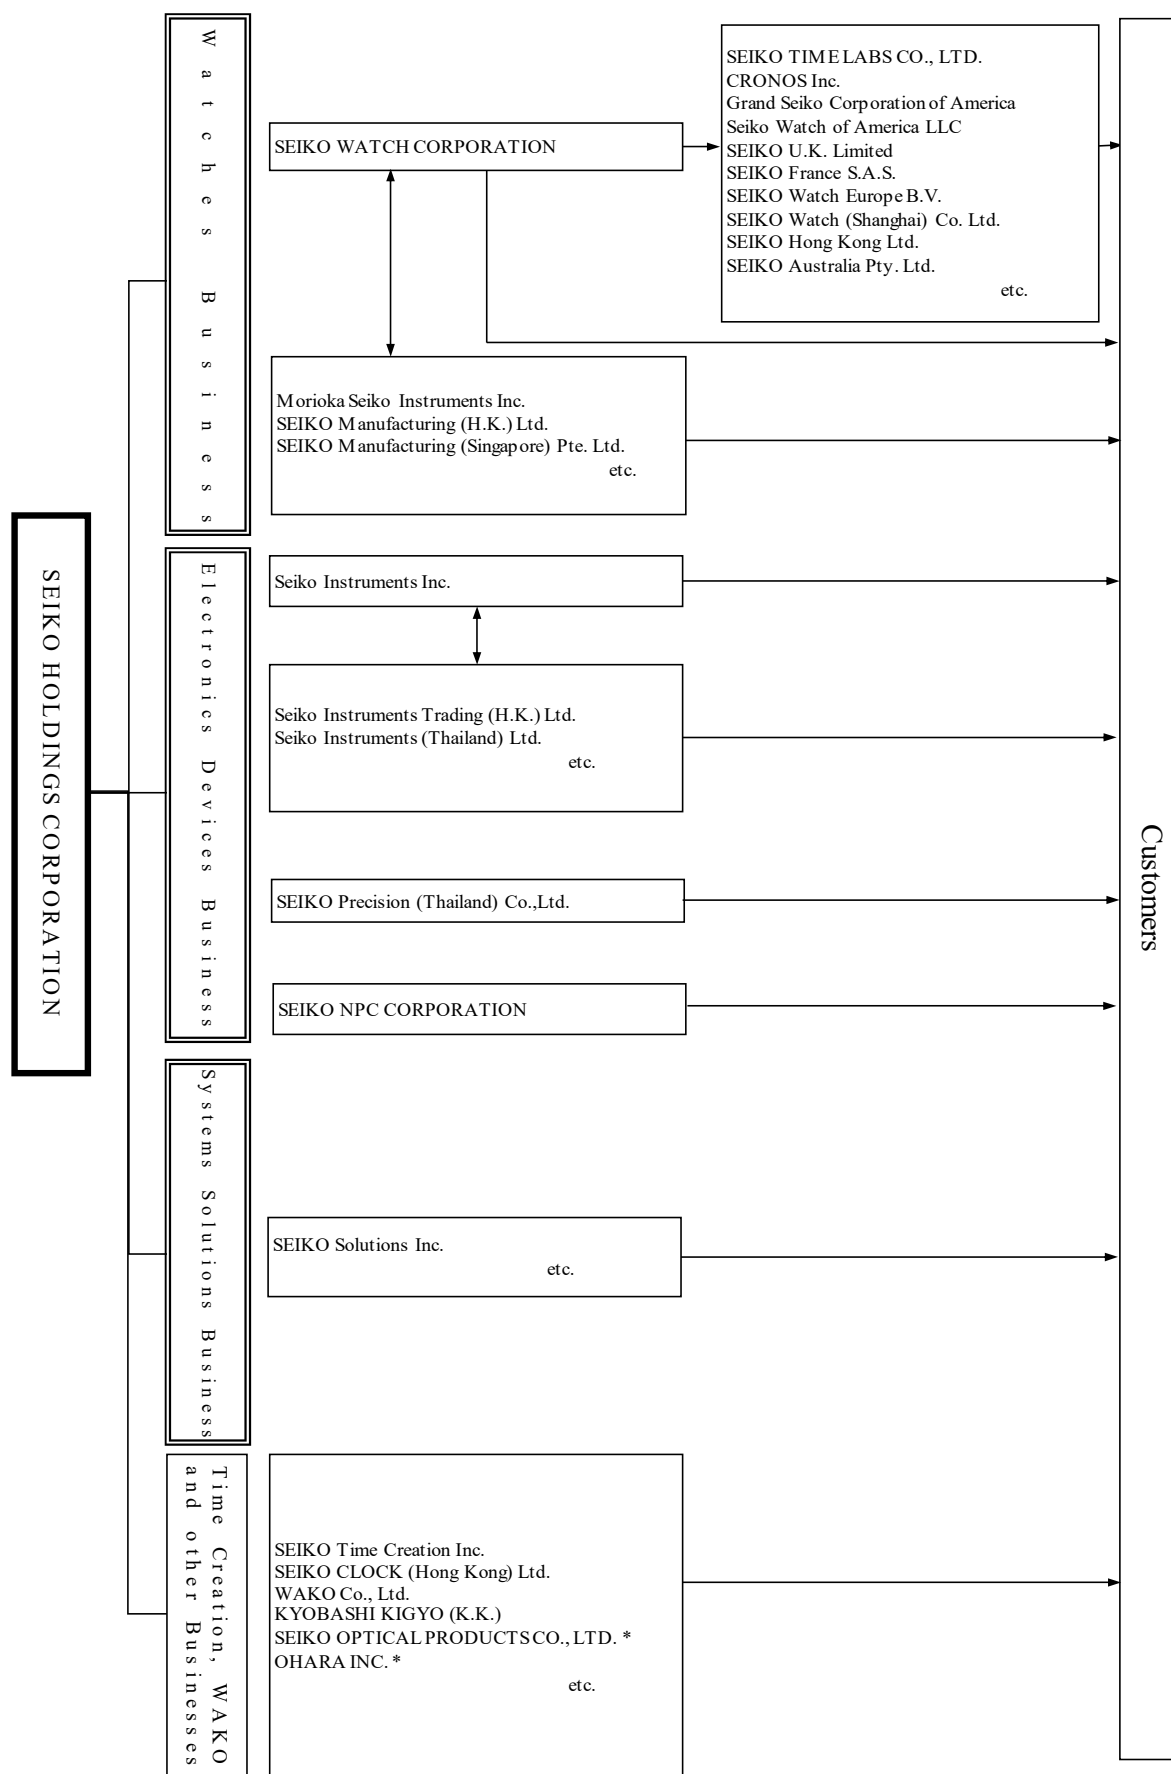 SEIKO HOLDINGS CORPORATION
Watches Business
SEIKO WATCH CORPORATION
SEIKO TIME LABS CO., LTD.
CRONOS Inc.
Grand Seiko Corporation of America
Seiko Watch of America LLC
SEIKO U.K. Limited
SEIKO France S.A.S.
SEIKO Watch Europe B.V.
SEIKO Watch (Shanghai) Co. Ltd.
SEIKO Hong Kong Ltd.
SEIKO Australia Pty. Ltd.
etc.
Morioka Seiko Instruments Inc.
SEIKO Manufacturing (H.K.) Ltd.
SEIKO Manufacturing (Singapore) Pte. Ltd.
etc.
Electronics Devices Business
Seiko Instruments Inc.
Seiko Instruments Trading (H.K.) Ltd.
Seiko Instruments (Thailand) Ltd.
etc.
SEIKO Precision (Thailand) Co.,Ltd.
SEIKO NPC CORPORATION
Systems Solutions Business
SEIKO Solutions Inc.
etc.
Time Creation, WAKO
and other Businesses
SEIKO Time Creation Inc.
SEIKO CLOCK (Hong Kong) Ltd.
WAKO Co., Ltd.
KYOBASHI KIGYO (K.K.)
SEIKO OPTICAL PRODUCTS CO., LTD. *
OHARA INC. *
etc.
Customers